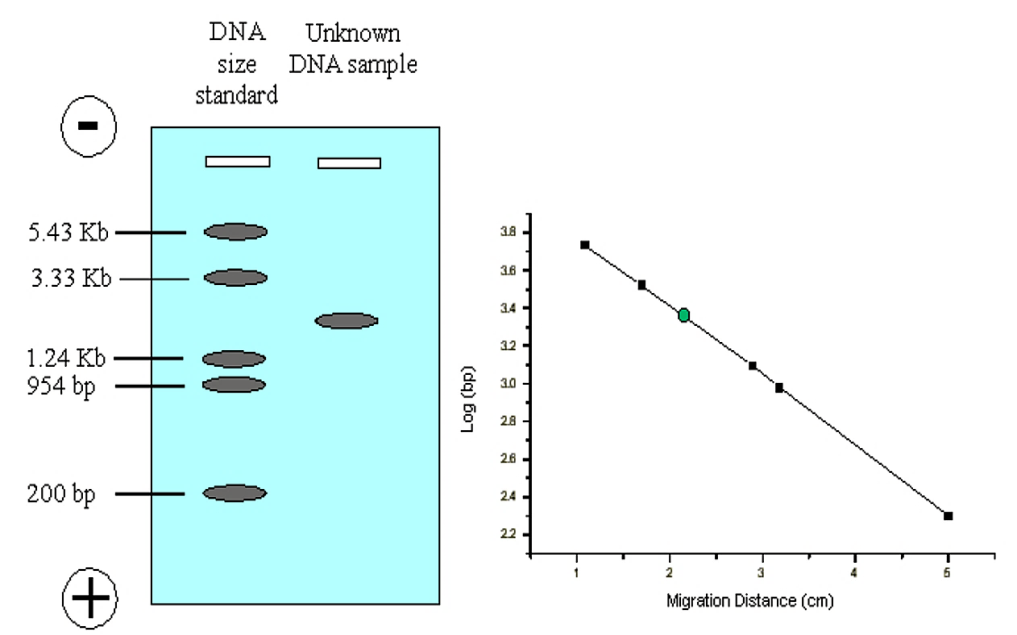 DNA
size
standard
Unknown
DNA sample
-
5.43 Kb
3.33 Kb
1.24 Kb
954 bp
200 bp
+
3.8
3.6
3.4
3.2
3.0
2.8
2.6
2.4
2.2
Log (bp)
1
2
3
4
5
Migration Distance (cm)